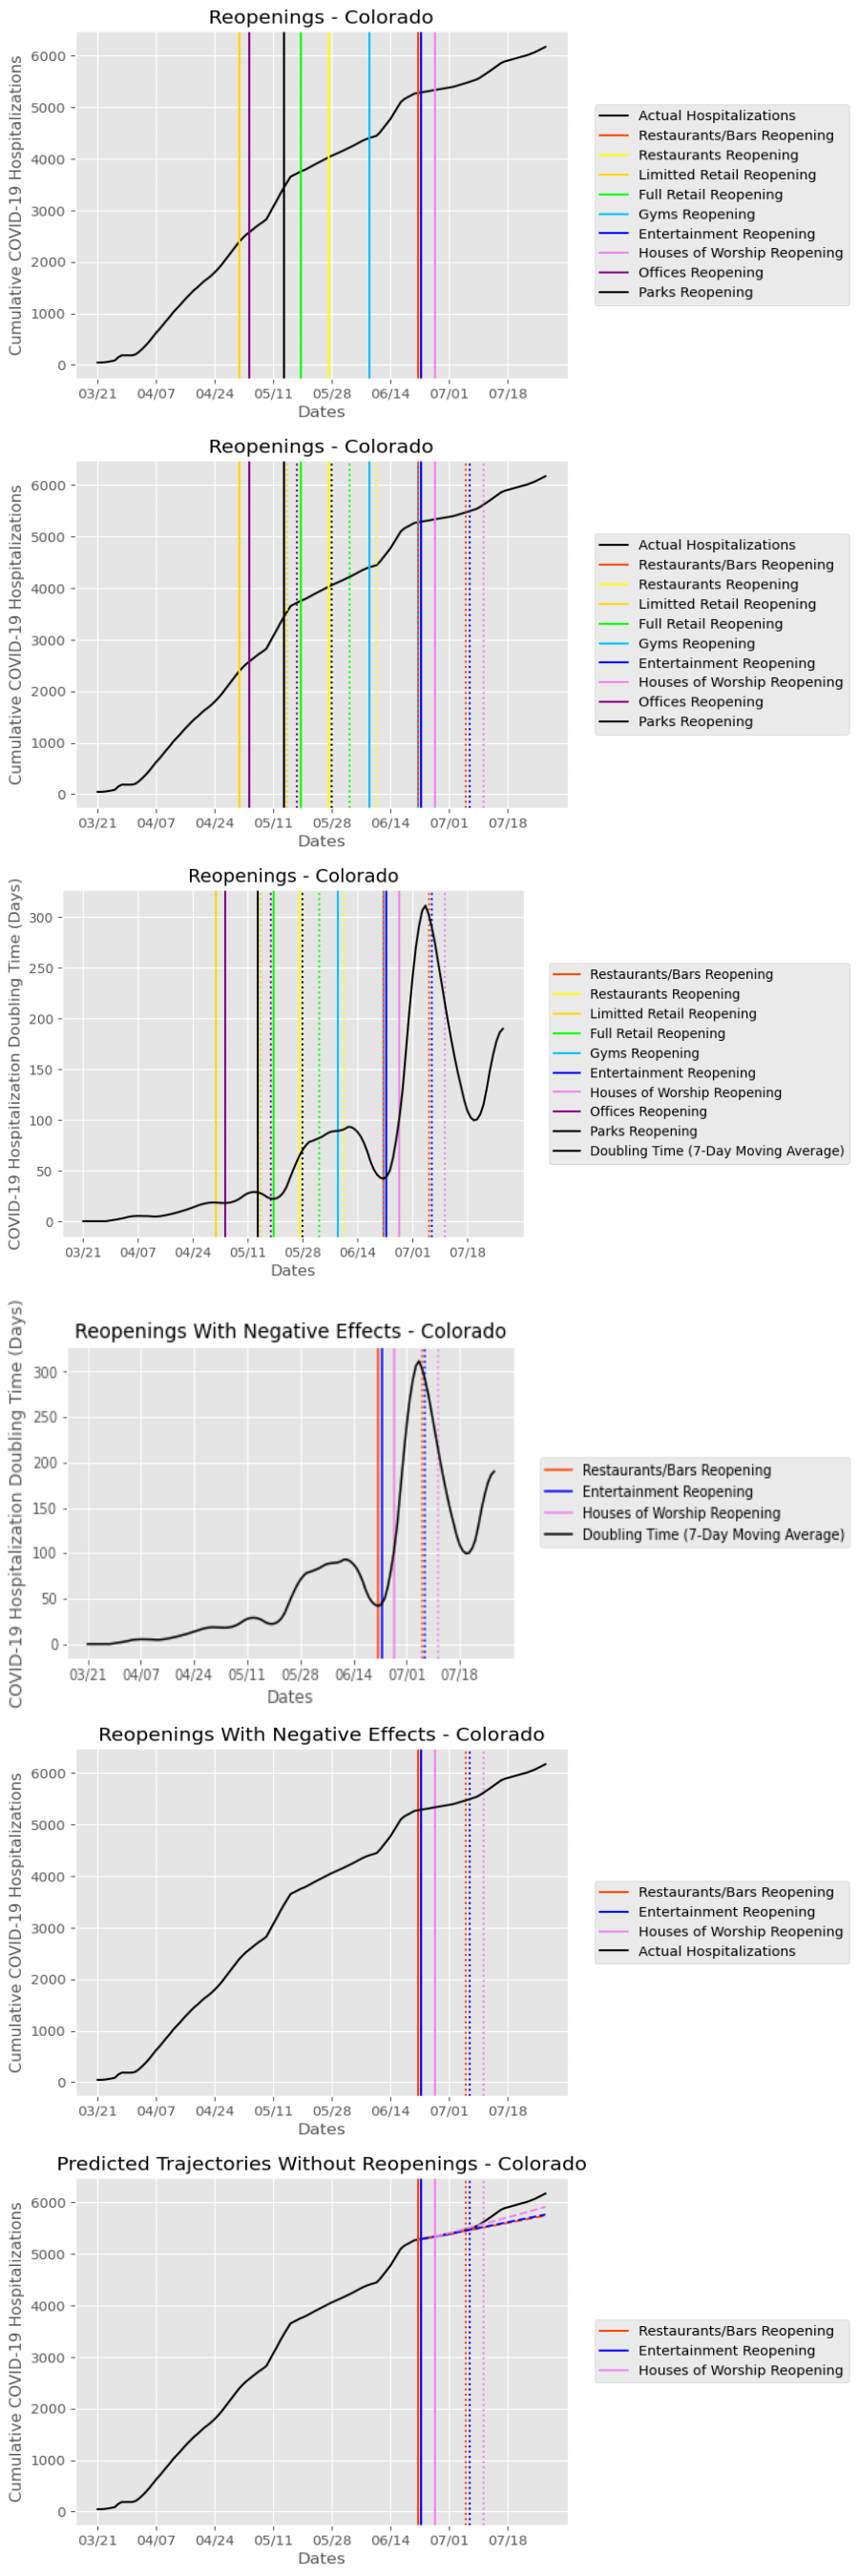 Reopenings - Colorado
Cumulative COVID-19 Hospitalizations
6000
5000
4000
3000
2000
1000
0
03/21 04/07 04/24 05/11 05/28 06/14 07/01 07/18
Dates
Actual Hospitalizations
Restaurants/Bars Reopening
Restaurants Reopening
Limitted Retail Reopening
Full Retail Reopening
Gyms Reopening
Entertainment Reopening
Houses of Worship Reopening
Offices Reopening
Parks Reopening
Reopenings - Colorado
Cumulative COVID-19 Hospitalizations
6000
5000
4000
3000
2000
1000
0
03/21 04/07 04/24 05/11 05/28 06/14 07/01 07/18
Dates
Actual Hospitalizations
Restaurants/Bars Reopening
Restaurants Reopening
Limitted Retail Reopening
Full Retail Reopening
Gyms Reopening
Entertainment Reopening
Houses of Worship Reopening
Offices Reopening
Parks Reopening
Reopenings - Colorado
COVID-19 Hospitalization Doubling Time (Days)
300
250
200
150
100
50
0
03/21 04/07 04/24 05/11 05/28 06/14 07/01 07/18
Dates
Restaurants/Bars Reopening
Restaurants Reopening
Limitted Retail Reopening
Full Retail Reopening
Gyms Reopening
Entertainment Reopening
Houses of Worship Reopening
Offices Reopening
Parks Reopening
Doubling Time (7-Day Moving Average)
Reopenings With Negative Effects - Colorado
COVID-19 Hospitalization Doubling Time (Days)
300
250
200
150
100
50
0
03/21 04/07 04/24 05/11 05/28 06/14 07/01 07/18
Dates
Restaurants/Bars Reopening
Entertainment Reopening
Houses of Worship Reopening
Doubling Time (7-Day Moving Average)
Reopenings With Negative Effects - Colorado
Cumulative COVID-19 Hospitalizations
6000
5000
4000
3000
2000
1000
0
03/21 04/07 04/24 05/11 05/28 06/14 07/01 07/18
Dates
Restaurants/Bars Reopening
Entertainment Reopening
Houses of Worship Reopening
Actual Hospitalizations
Predicted Trajectories Without Reopenings - Colorado
Cumulative COVID-19 Hospitalizations
6000
5000
4000
3000
2000
1000
0
03/21 04/07 04/24 05/11 05/28 06/14 07/01 07/18
Dates
Restaurants/Bars Reopening
Entertainment Reopening
Houses of Worship Reopening